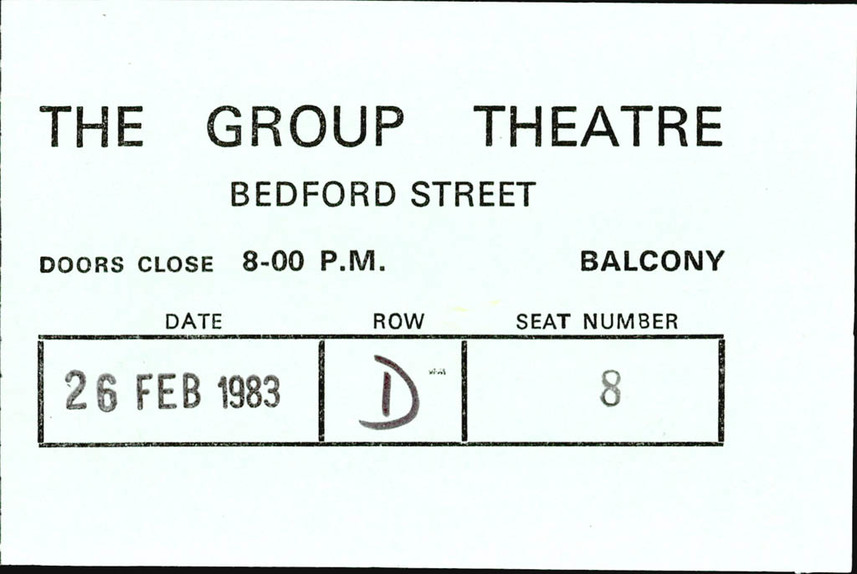 THE GROUP THEATRE
BEDFORD STREET
DOORS CLOSE 8-00 P.M. BALCONY
DATE ROW SEAT NUMBER
26 FEB 1983 D 8